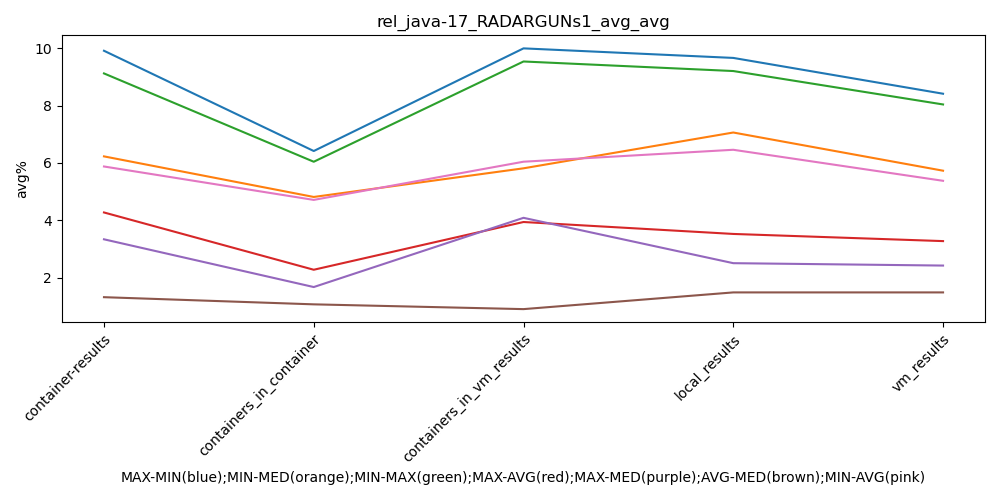 rel_java-17_RADARGUNs1_avg_avg
10
8
6
4
2
avg%
container-results
containers_in_container
containers_in_vm_results
local_results
vm_results
MAX-MIN(blue);MIN-MED(orange);MIN-MAX(green);MAX-AVG(red);MAX-MED(purple);AVG-MED(brown);MIN-AVG(pink)